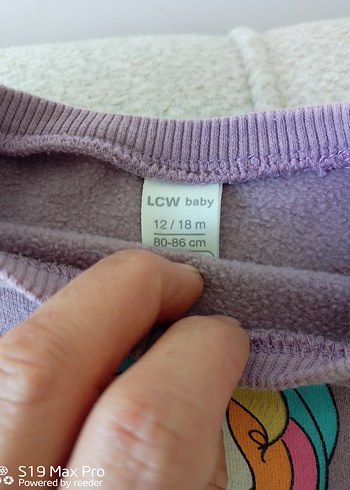 LCW baby
12 / 18 m
80-86 cm
S19 Max Pro
Powered by reeder